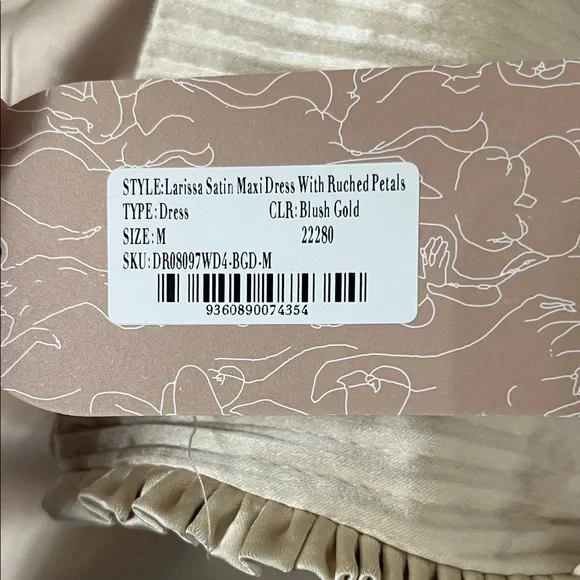 STYLE:Larissa Satin Maxi Dress With Ruched Petals
TYPE:Dress CLR:Blush Gold
SIZE:M 22280
SKU:DR08097WD4-BGD-M
9360890074354